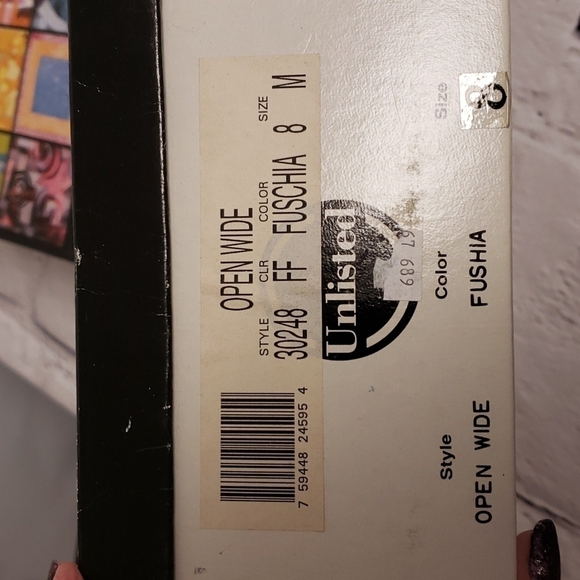 OPEN WIDE
STYLE CLR COLOR SIZE
30248 FF FUSCHIA 8 M
7 59448 24595 4
Unlisted
689
Style Color Size
OPEN WIDE FUSHIA 8